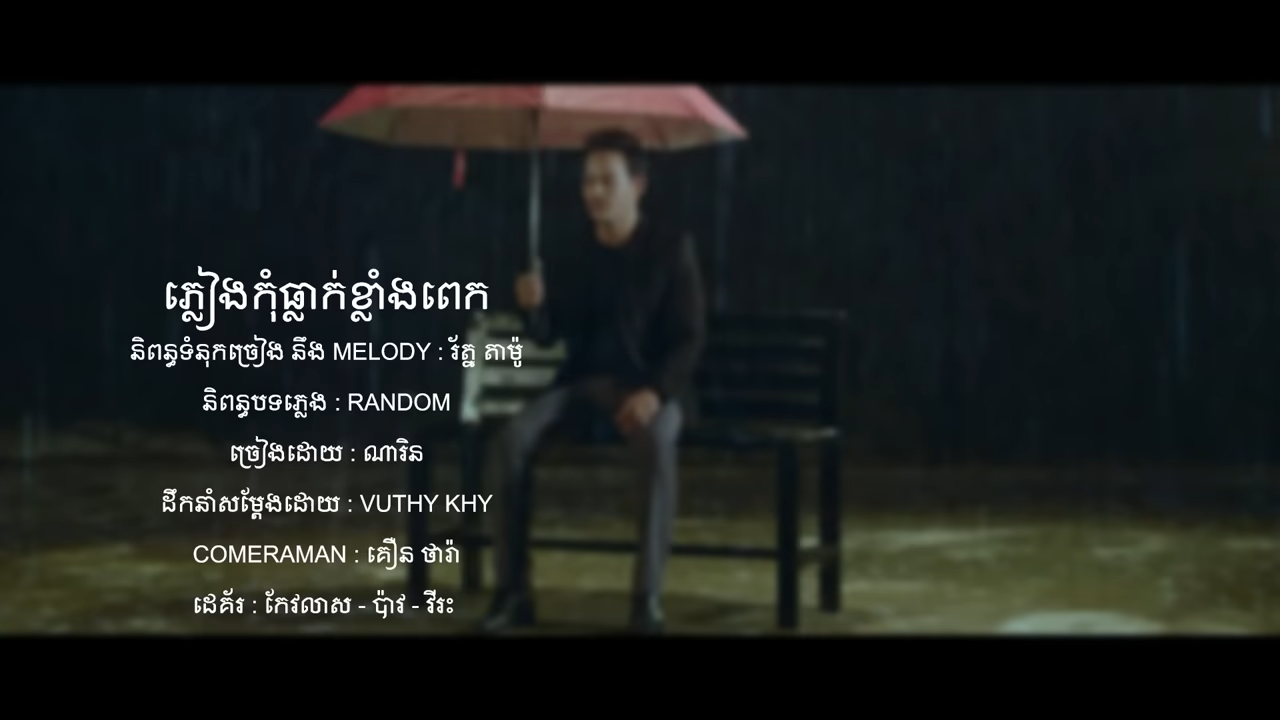 ភ្លៀងកុំធ្លាក់ខ្លាំងពេក
និពន្ធទំនុកច្រៀង នឹង MELODY : រ័ត្ន តាម៉ូ
និពន្ធបទភ្លេង : RANDOM
ច្រៀងដោយ : ណារិន
ដឹកនាំសម្ដែងដោយ : VUTHY KHY
COMERAMAN : គឿន ថារ៉ា
ដេគ័រ : កែវលាស - ប៉ាវ - វីរះ